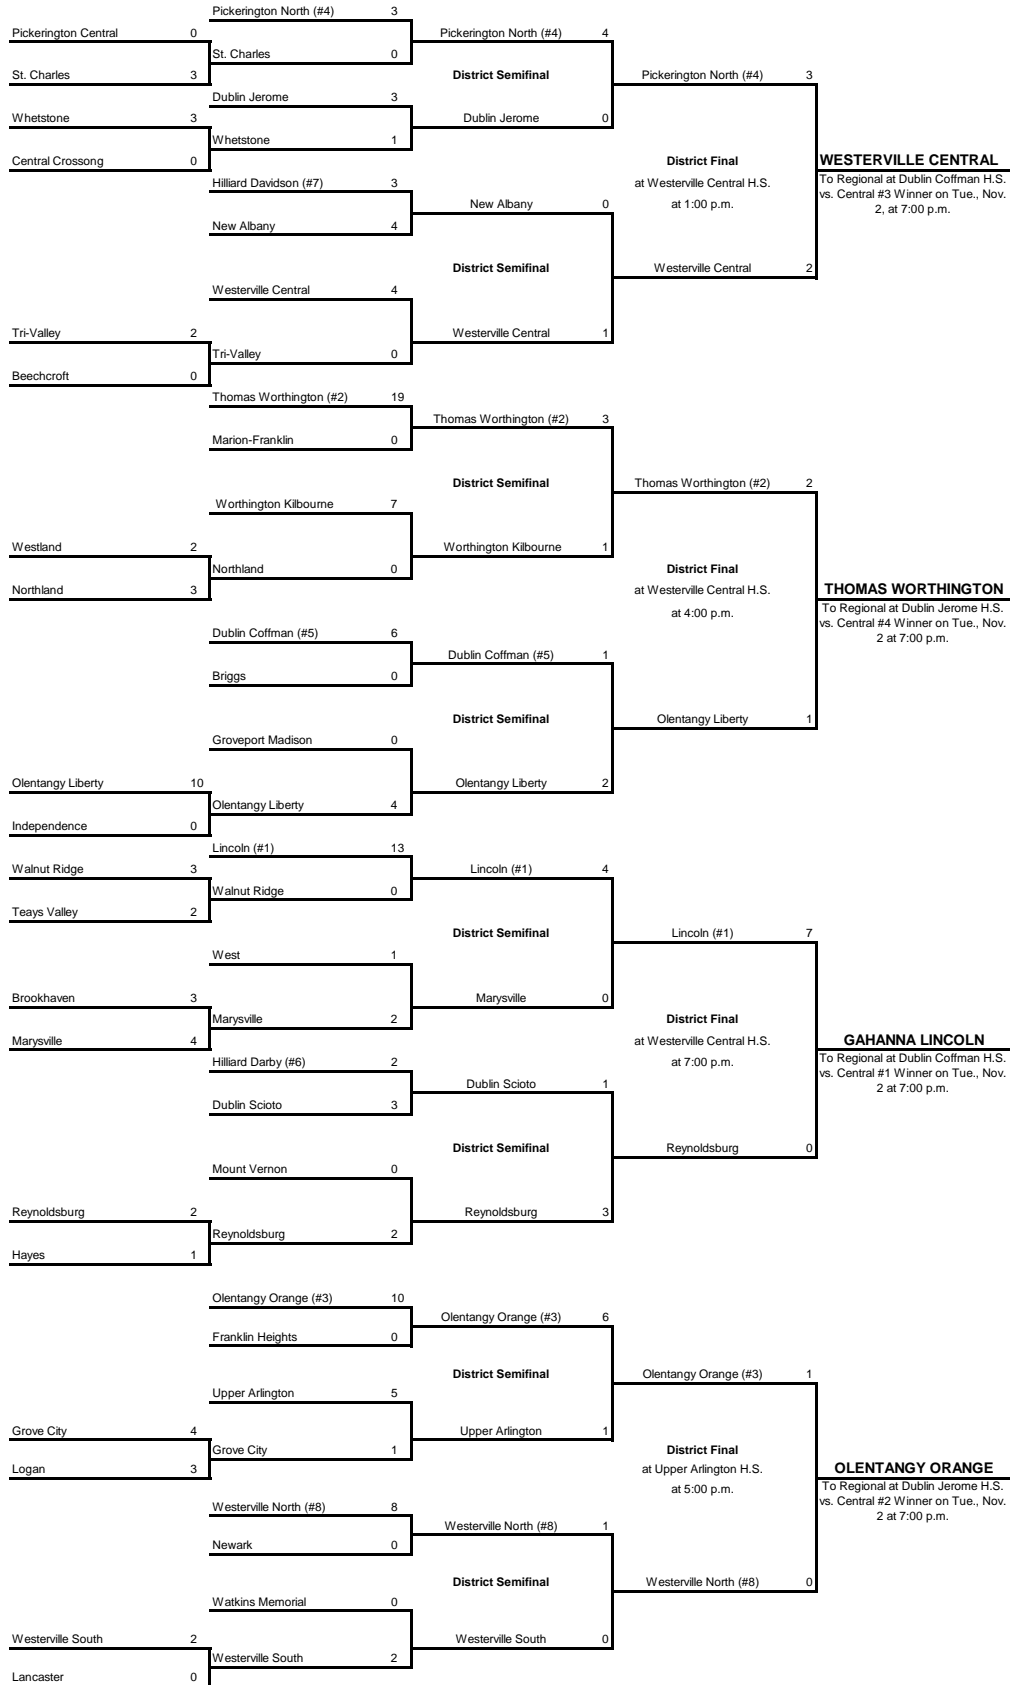 Pickerington North (#4) 3
Pickerington Central 0
Pickerington North (#4) 4
St. Charles 0
St. Charles 3
District Semifinal
Pickerington North (#4) 3
Dublin Jerome 3
Whetstone 3
Dublin Jerome 0
Whetstone 1
Central Crossong 0
District Final
WESTERVILLE CENTRAL
Hilliard Davidson (#7) 3
at Westerville Central H.S.
To Regional at Dublin Coffman H.S.
vs. Central #3 Winner on Tue., Nov.
2, at 7:00 p.m.
New Albany 0
at 1:00 p.m.
New Albany 4
District Semifinal
Westerville Central 2
Westerville Central 4
Tri-Valley 2
Westerville Central 1
Tri-Valley 0
Beechcroft 0
Thomas Worthington (#2) 19
Thomas Worthington (#2) 3
Marion-Franklin 0
District Semifinal
Thomas Worthington (#2) 2
Worthington Kilbourne 7
Westland 2
Worthington Kilbourne 1
Northland 0
District Final
Northland 3
at Westerville Central H.S.
THOMAS WORTHINGTON
at 4:00 p.m.
To Regional at Dublin Jerome H.S.
vs. Central #4 Winner on Tue., Nov.
2 at 7:00 p.m.
Dublin Coffman (#5) 6
Dublin Coffman (#5) 1
Briggs 0
District Semifinal
Olentangy Liberty 1
Groveport Madison 0
Olentangy Liberty 10
Olentangy Liberty 2
Olentangy Liberty 4
Independence 0
Lincoln (#1) 13
Walnut Ridge 3
Lincoln (#1) 4
Walnut Ridge 0
Teays Valley 2
District Semifinal
Lincoln (#1) 7
West 1
Brookhaven 3
Marysville 0
Marysville 2
District Final
Marysville 4
at Westerville Central H.S.
GAHANNA LINCOLN
Hilliard Darby (#6) 2
at 7:00 p.m.
To Regional at Dublin Coffman H.S.
vs. Central #1 Winner on Tue., Nov.
2 at 7:00 p.m.
Dublin Scioto 1
Dublin Scioto 3
District Semifinal
Reynoldsburg 0
Mount Vernon 0
Reynoldsburg 2
Reynoldsburg 3
Reynoldsburg 2
Hayes 1
Olentangy Orange (#3) 10
Olentangy Orange (#3) 6
Franklin Heights 0
District Semifinal
Olentangy Orange (#3) 1
Upper Arlington 5
Grove City 4
Upper Arlington 1
Grove City 1
District Final
Logan 3
at Upper Arlington H.S.
OLENTANGY ORANGE
at 5:00 p.m.
To Regional at Dublin Jerome H.S.
vs. Central #2 Winner on Tue., Nov.
2 at 7:00 p.m.
Westerville North (#8) 8
Westerville North (#8) 1
Newark 0
District Semifinal
Westerville North (#8) 0
Watkins Memorial 0
Westerville South 2
Westerville South 0
Westerville South 2
Lancaster 0